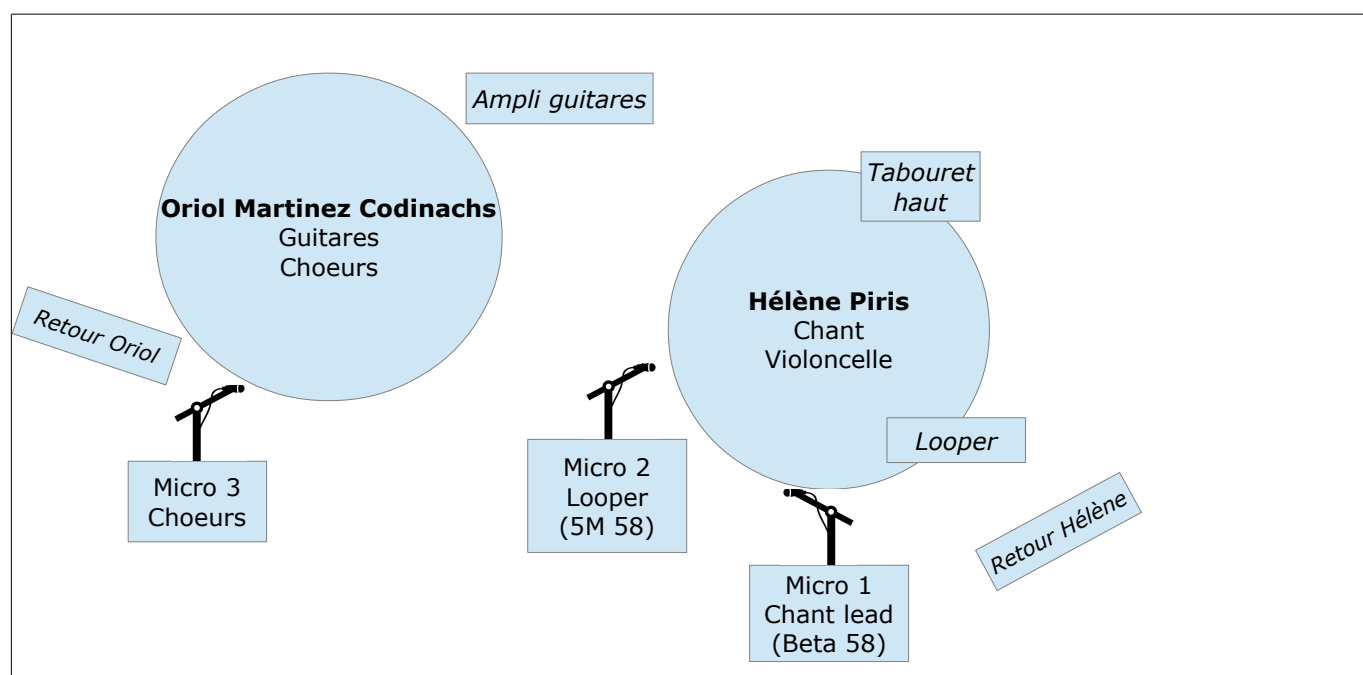 Ampli guitares
Oriol Martinez Codinachs
Guitares
Choeurs
Tabouret
haut
Hélène Piris
Chant
Violoncelle
Retour Oriol
Looper
Micro 3
Choeurs
Micro 2
Looper
(5M 58)
Retour Hélène
Micro 1
Chant lead
(Beta 58)